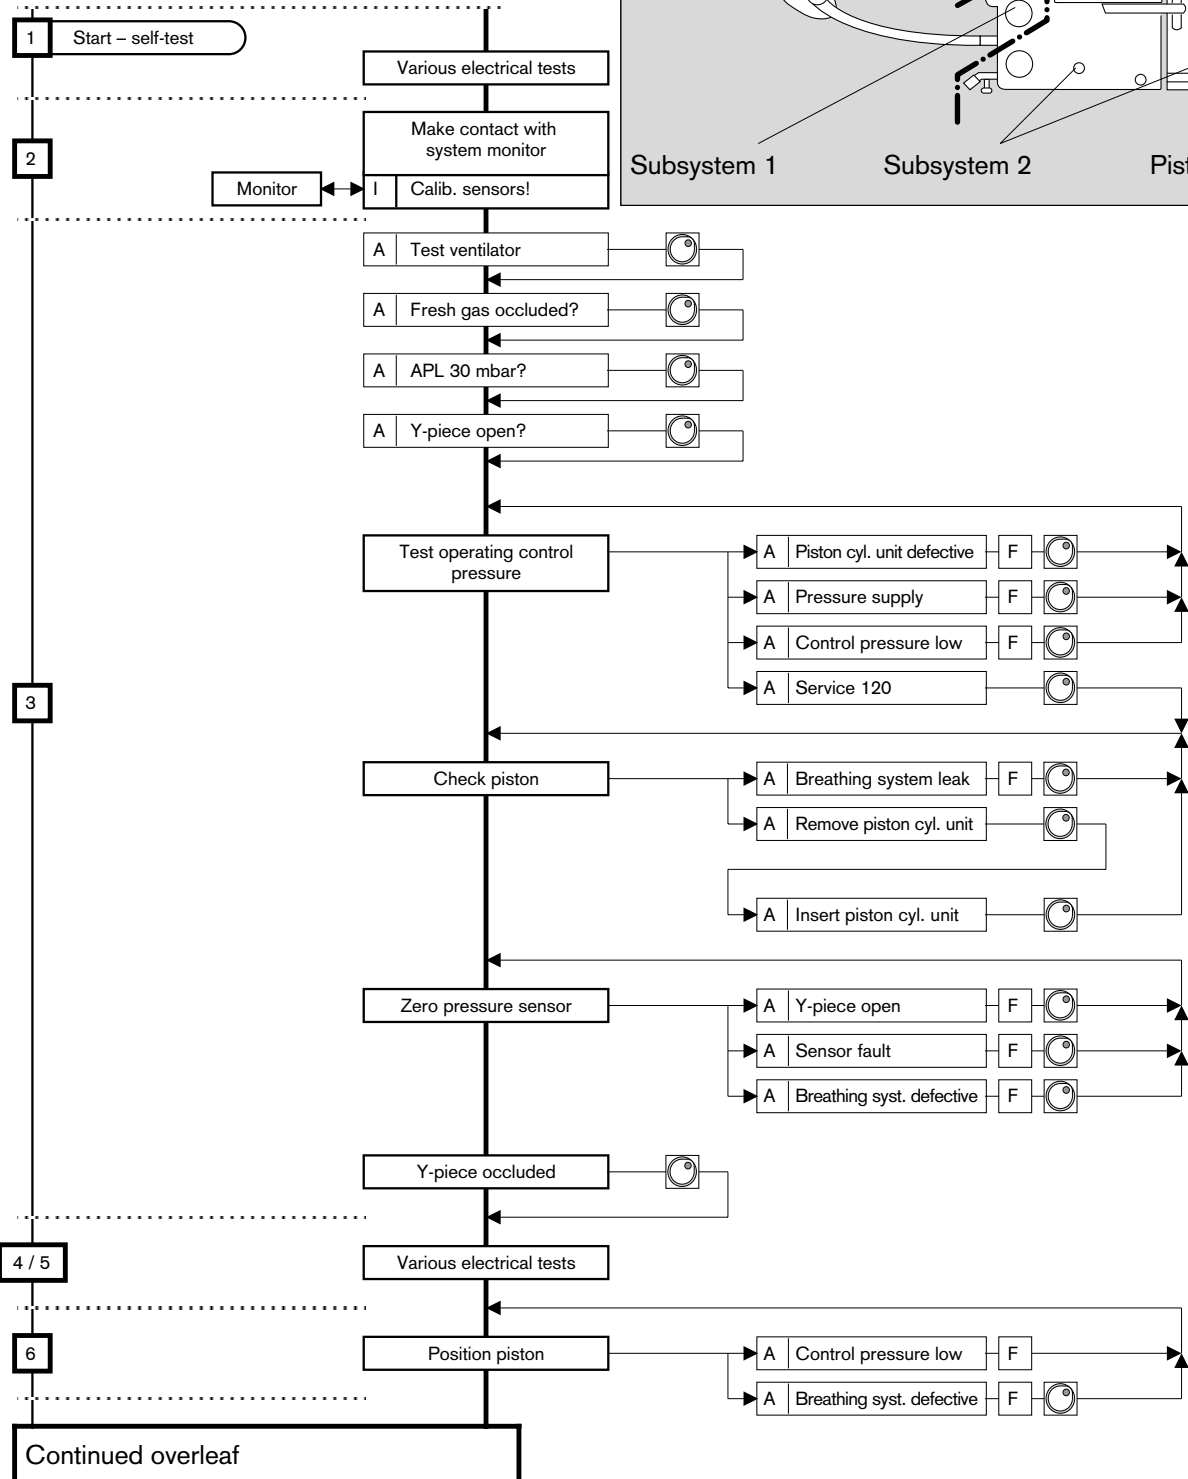 1
Start – self-test
Various electrical tests
2
Make contact with
system monitor
Monitor
I
Calib. sensors!
Subsystem 1
Subsystem 2
A
Test ventilator
A
Fresh gas occluded?
A
APL 30 mbar?
A
Y-piece open?
3
Test operating control
pressure
A
Piston cyl. unit defective
F
A
Pressure supply
F
A
Control pressure low
F
A
Service 120
Check piston
A
Breathing system leak
F
A
Remove piston cyl. unit
A
Insert piston cyl. unit
Zero pressure sensor
A
Y-piece open
F
A
Sensor fault
F
A
Breathing syst. defective
F
Y-piece occluded
4 / 5
Various electrical tests
6
Position piston
A
Control pressure low
F
A
Breathing syst. defective
F
Continued overleaf